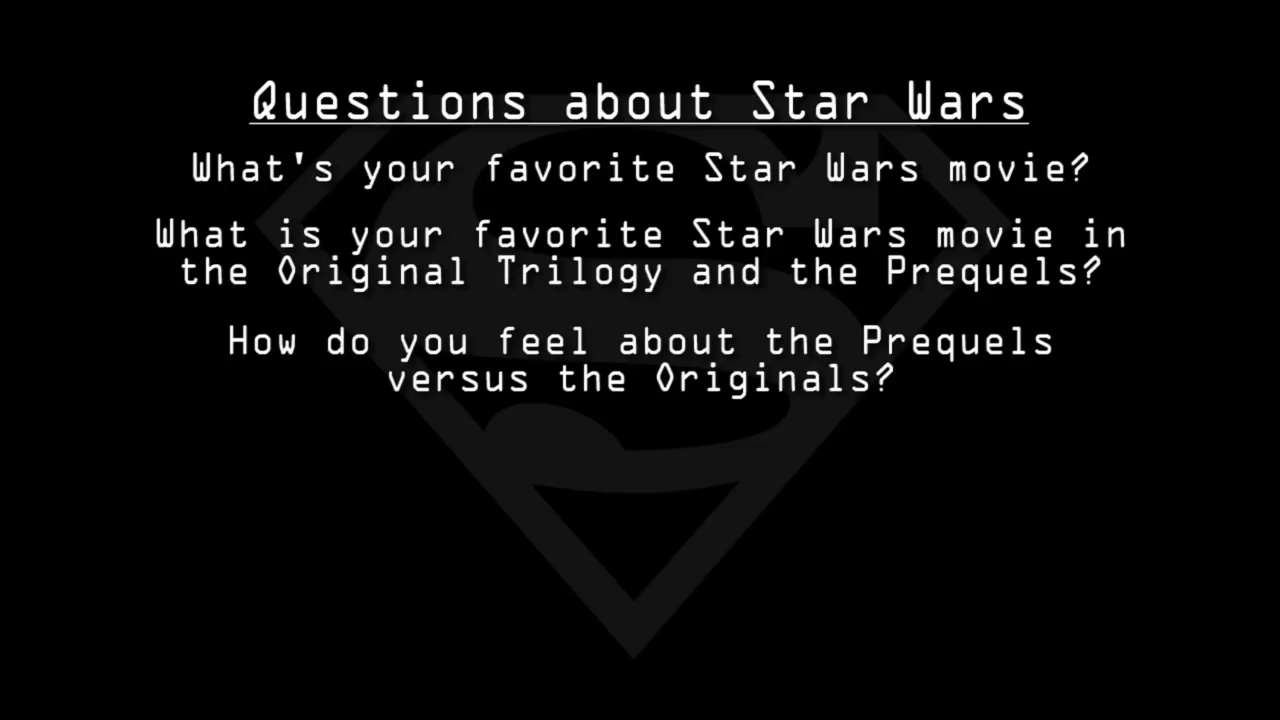 Questions about Star Wars
What's your favorite Star Wars movie?
What is your favorite Star Wars movie in
the Original Trilogy and the Prequels?
How do you feel about the Prequels
versus the Originals?